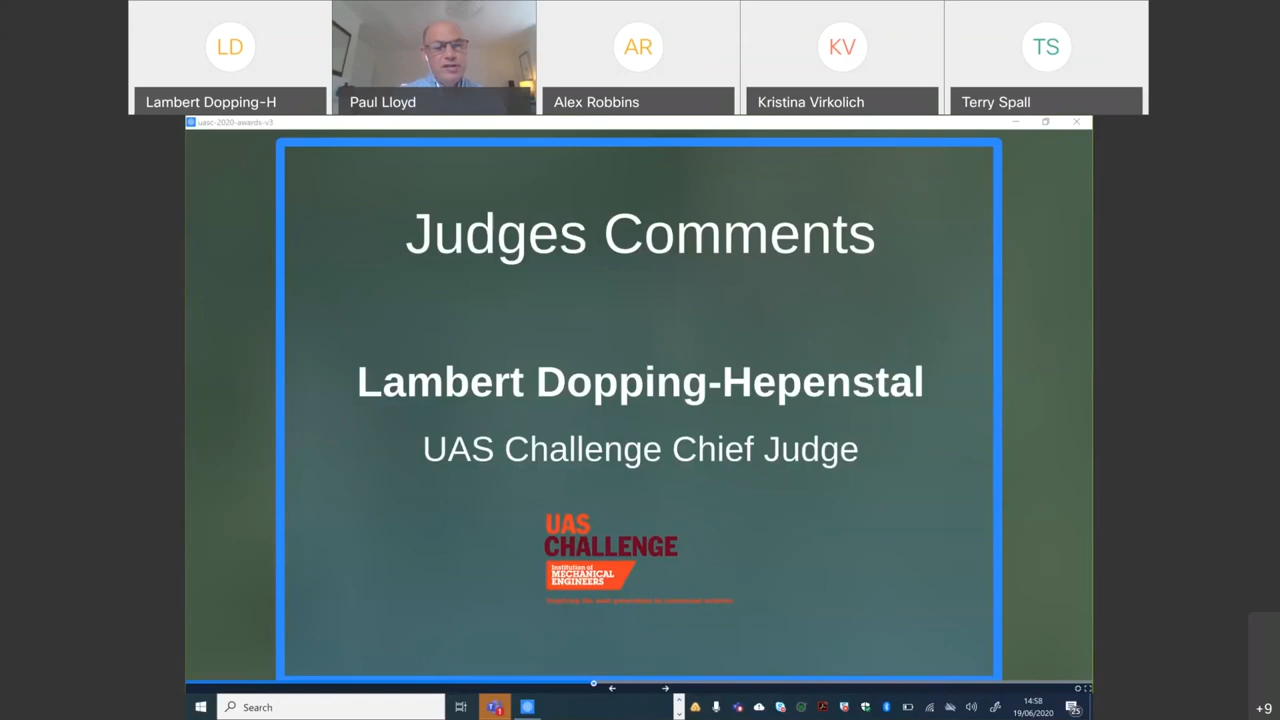 LD
AR
KV
TS
Lambert Dopping-H
Paul Lloyd
Alex Robbins
Kristina Virkolich
Terry Spall
uasc-2020-awards-v3
Judges Comments
Lambert Dopping-Hepenstal
UAS Challenge Chief Judge
UAS
CHALLENGE
Institution of
MECHANICAL
ENGINEERS
Search
1
14:58
19/06/2020
25
+9